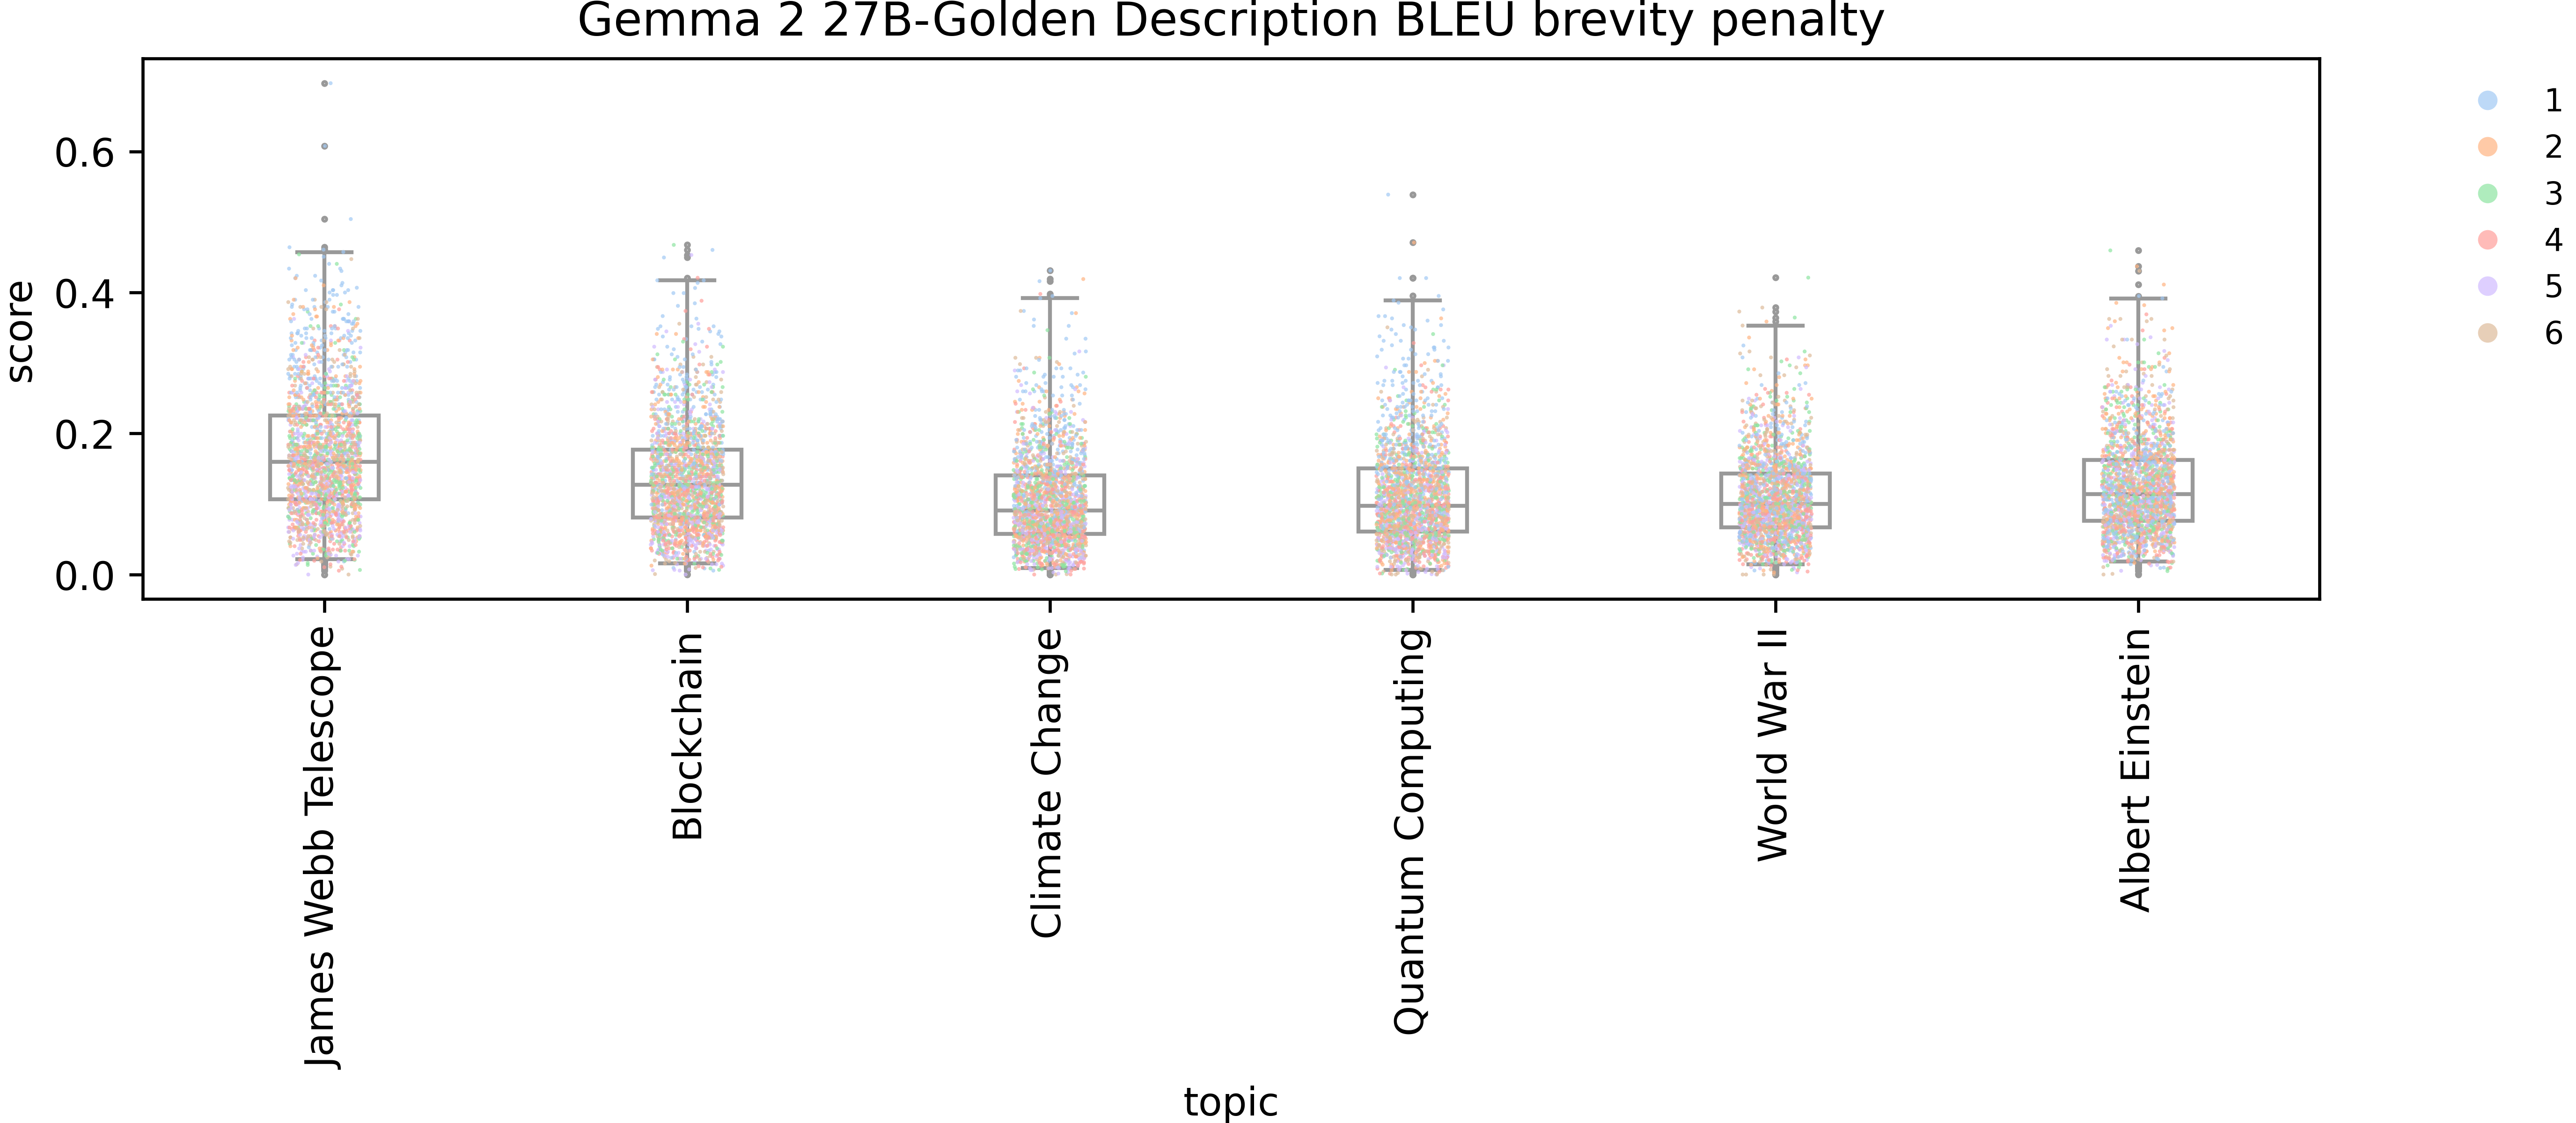 Gemma 2 27B-Golden Description BLEU brevity penalty
score
0.6
0.4
0.2
0.0
1
2
3
4
5
6
James Webb Telescope
Blockchain
Climate Change
Quantum Computing
World War II
Albert Einstein
topic